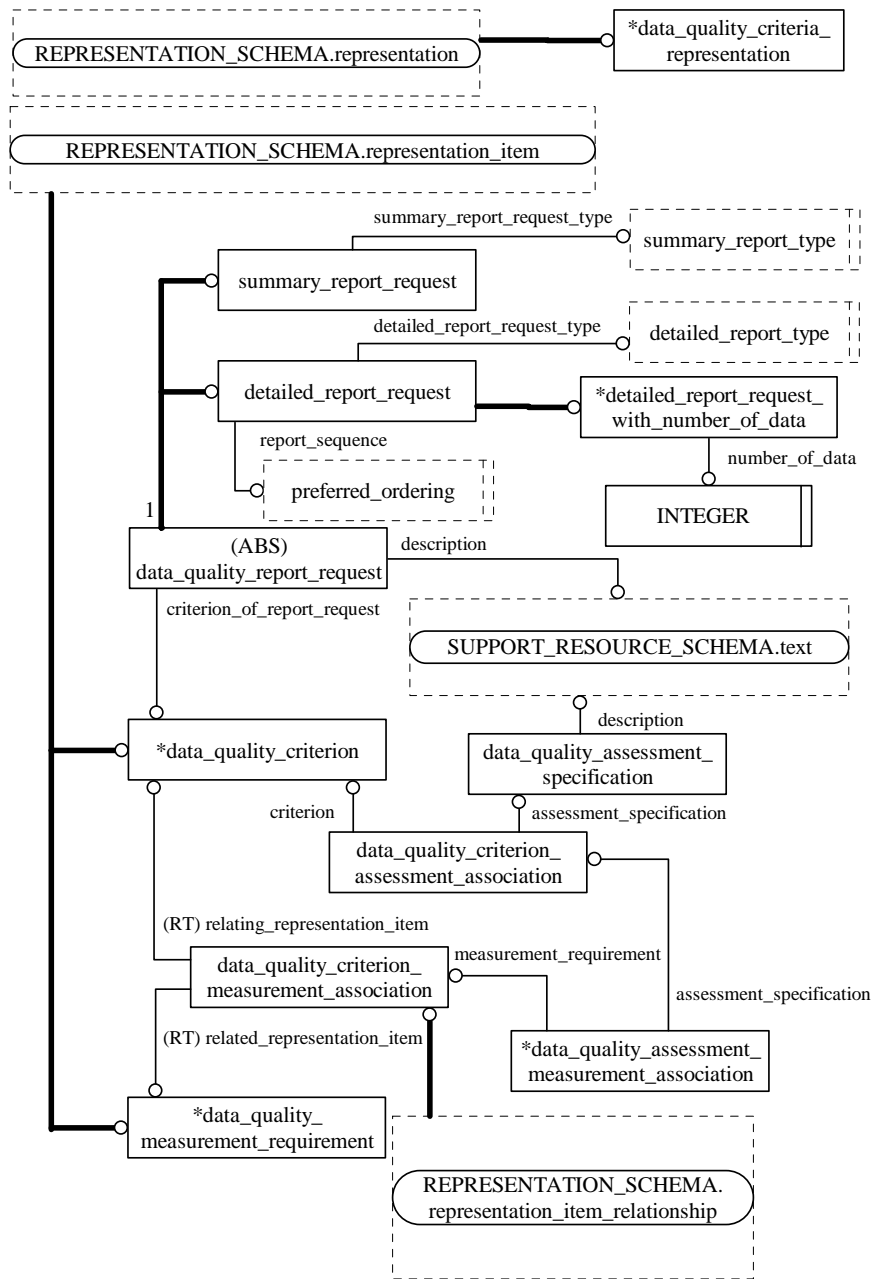 REPRESENTATION_SCHEMA.representation
*data_quality_criteria_
representation
REPRESENTATION_SCHEMA.representation_item
summary_report_request_type
summary_report_type
summary_report_request
detailed_report_request_type
detailed_report_type
detailed_report_request
*detailed_report_request_
with_number_of_data
report_sequence
number_of_data
preferred_ordering
INTEGER
1
(ABS)
data_quality_report_request
description
criterion_of_report_request
SUPPORT_RESOURCE_SCHEMA.text
description
*data_quality_criterion
data_quality_assessment_
specification
criterion
assessment_specification
data_quality_criterion_
assessment_association
(RT) relating_representation_item
measurement_requirement
data_quality_criterion_
measurement_association
assessment_specification
(RT) related_representation_item
*data_quality_assessment_
measurement_association
*data_quality_
measurement_requirement
REPRESENTATION_SCHEMA.
representation_item_relationship